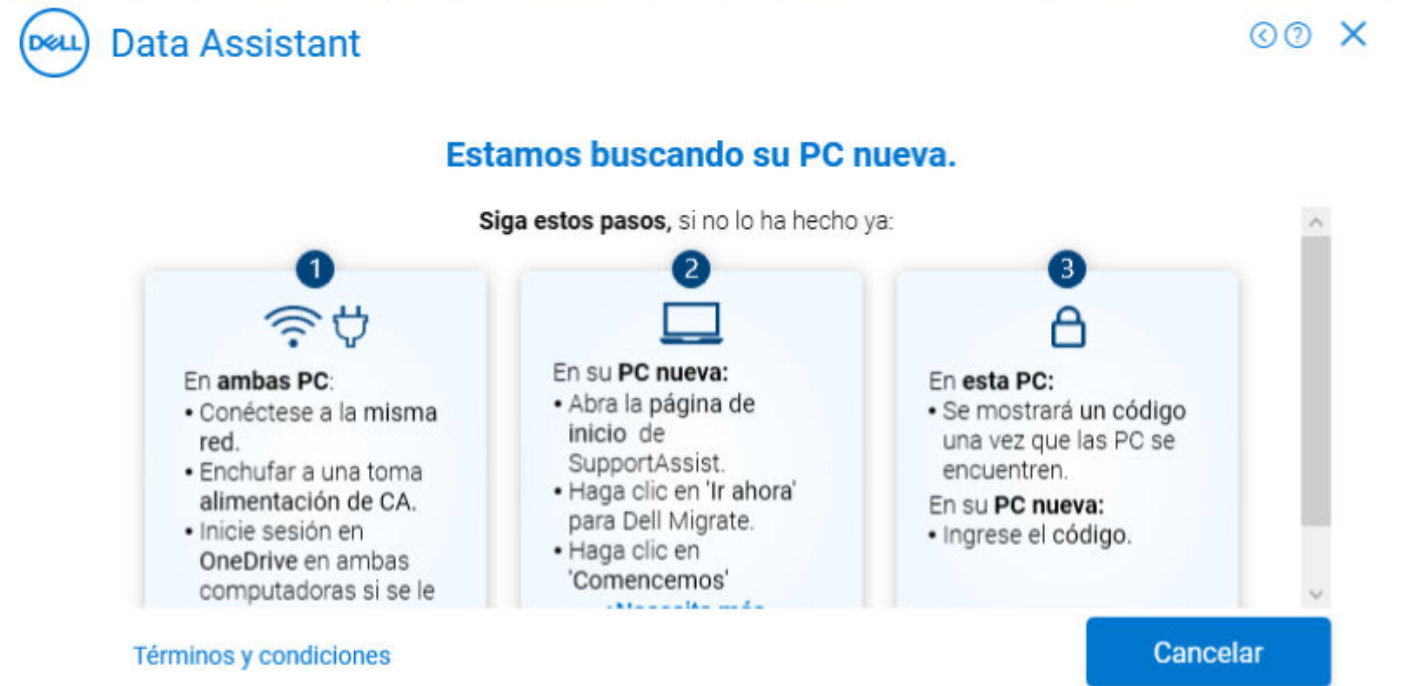 DELL Data Assistant
Estamos buscando su PC nueva.
Siga estos pasos, si no lo ha hecho ya:
1
En ambas PC:
• Conéctese a la misma
red.
• Enchufar a una toma
alimentación de CA.
• Inicie sesión en
OneDrive en ambas
computadoras si se le
2
En su PC nueva:
• Abra la página de
inicio de
SupportAssist.
• Haga clic en 'Ir ahora'
para Dell Migrate.
• Haga clic en
'Comencemos'
3
En esta PC:
• Se mostrará un código
una vez que las PC se
encuentren.
En su PC nueva:
• Ingrese el código.
Términos y condiciones
Cancelar